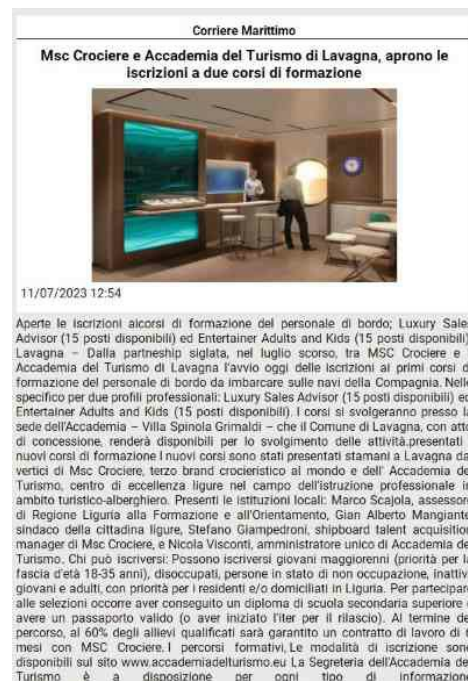 Corriere Marittimo
Msc Crociere e Accademia del Turismo di Lavagna, aprono le
iscrizioni a due corsi di formazione
11/07/2023 12:54
Aperte le iscrizioni aicorsi di formazione del personale di bordo; Luxury Sale
Advisor (15 posti disponibili) ed Entertainer Adults and Kids (15 posti disponibili)
Lavagna – Dalla partneship siglata, nel luglio scorso, tra MSC Crociere e
Accademia del Turismo di Lavagna l'avvio oggi delle iscrizioni ai primi corsi d
formazione del personale di bordo da imbarcare sulle navi della Compagnia. Nell
specifico per due profili professionali: Luxury Sales Advisor (15 posti disponibili) ed
Entertainer Adults and Kids (15 posti disponibili). I corsi si svolgeranno presso l
sede dell'Accademia – Villa Spinola Grimaldi – che il Comune di Lavagna, con atto
di concessione, renderà disponibili per lo svolgimento delle attività.presentati
nuovi corsi di formazione I nuovi corsi sono stati presentati stamani a Lavagna da
vertici di Msc Crociere, terzo brand crocieristico al mondo e dell' Accademia de
Turismo, centro di eccellenza ligure nel campo dell'istruzione professionale i
ambito turistico-alberghiero. Presenti le istituzioni locali: Marco Scajola, assessore
di Regione Liguria alla Formazione e all'Orientamento, Gian Alberto Mangiante
sindaco della cittadina ligure, Stefano Giampedroni, shipboard talent acquisition
manager di Msc Crociere, e Nicola Visconti, amministratore unico di Accademia de
Turismo. Chi può iscriversi: Possono iscriversi giovani maggiorenni (priorità per la
fascia d'età 18-35 anni), disoccupati, persone in stato di non occupazione, inattivi
giovani e adulti, con priorità per i residenti e/o domiciliati in Liguria. Per partecipare
alle selezioni occorre aver conseguito un diploma di scuola secondaria superiore
avere un passaporto valido (o aver iniziato l'iter per il rilascio). Al termine de
percorso, al 60% degli allievi qualificati sarà garantito un contratto di lavoro di
mesi con MSC Crociere.I percorsi formativi,Le modalità di iscrizione sono
disponibili sul sito www.accademiadelturismo.eu La Segreteria dell'Accademia de
Turismo è a disposizione per ogni tipo di informazione